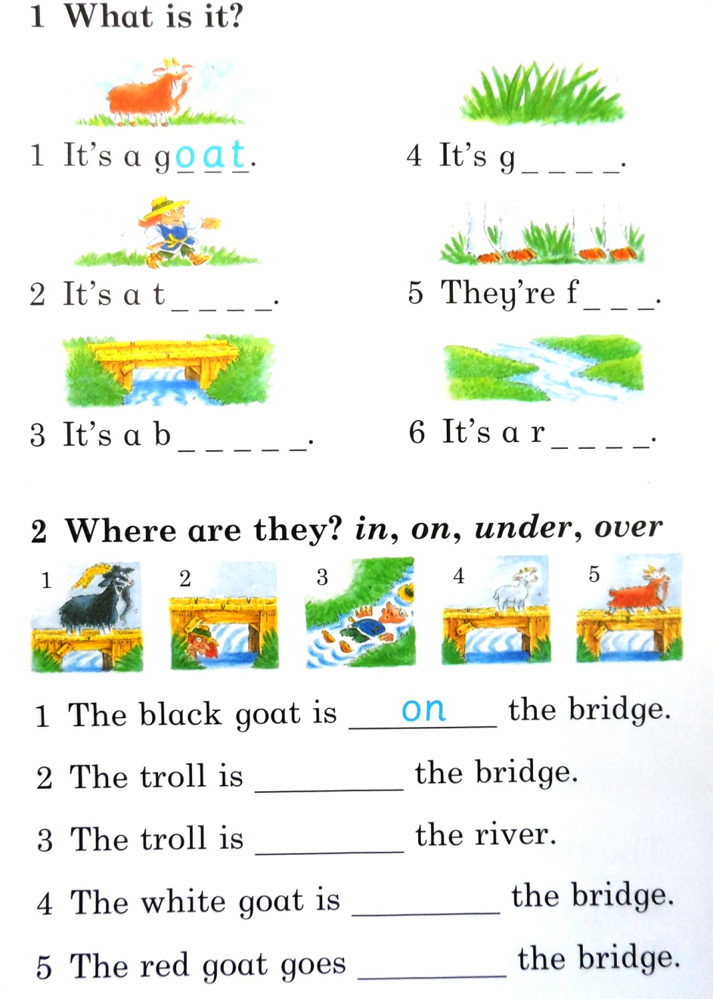 1 What is it?
1 It's a goat.
4 It's g_ _ _ _.
2 It's a t_ _ _ _.
5 They're f_ _ _.
3 It's a b_ _ _ _ _.
6 It's a r_ _ _ _.
2 Where are they? in, on, under, over
1 2 3 4 5
1 The black goat is on the bridge.
2 The troll is ________ the bridge.
3 The troll is ________ the river.
4 The white goat is ________ the bridge.
5 The red goat goes ________ the bridge.